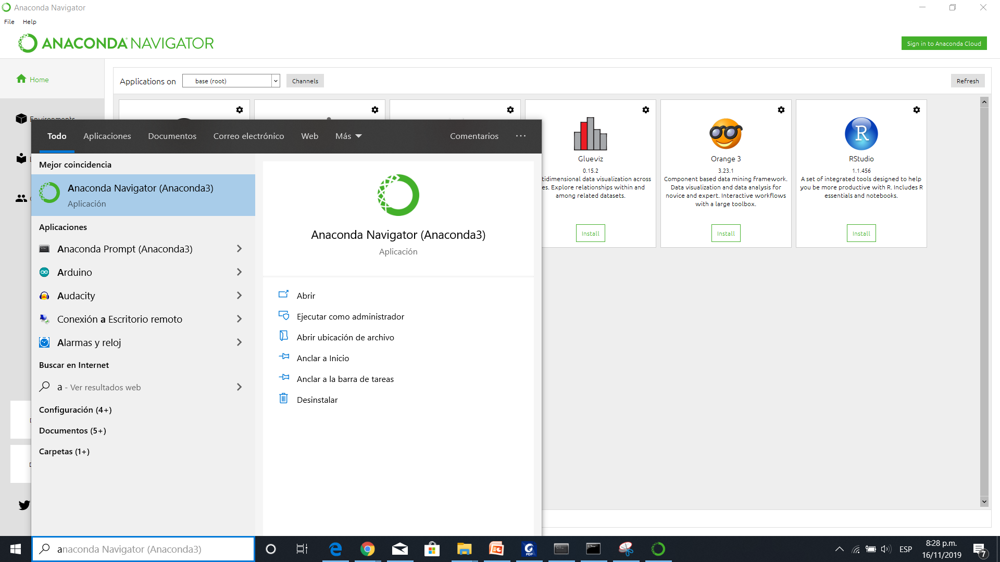 Anaconda Navigator
File Help
ANACONDA NAVIGATOR
Sign in to Anaconda Cloud
Home
Applications on base (root) Channels
Refresh
Environments
Todo Aplicaciones Documentos Correo electrónico Web Más Comentarios ...
Mejor coincidencia
Anaconda Navigator (Anaconda3)
Aplicación
Aplicaciones
Anaconda Prompt (Anaconda3)
Arduino
Audacity
Conexión a Escritorio remoto
Alarmas y reloj
Buscar en Internet
a - Ver resultados web
Configuración (4+)
Documentos (5+)
Carpetas (1+)
Anaconda Navigator (Anaconda3)
Aplicación
Abrir
Ejecutar como administrador
Abrir ubicación de archivo
Anclar a Inicio
Anclar a la barra de tareas
Desinstalar
Glueviz
0.15.2
data visualization across
Explore relationships within and
among related datasets.
Install
Orange 3
3.23.1
Component based data mining framework.
Data visualization and data analysis for
novice and expert. Interactive workflows
with a large toolbox.
Install
R
RStudio
1.1.456
A set of integrated tools designed to help
you be more productive with R. Includes R
essentials and notebooks.
Install
anaconda Navigator (Anaconda3)
PDF
ESP
8:28 p.m.
16/11/2019
7